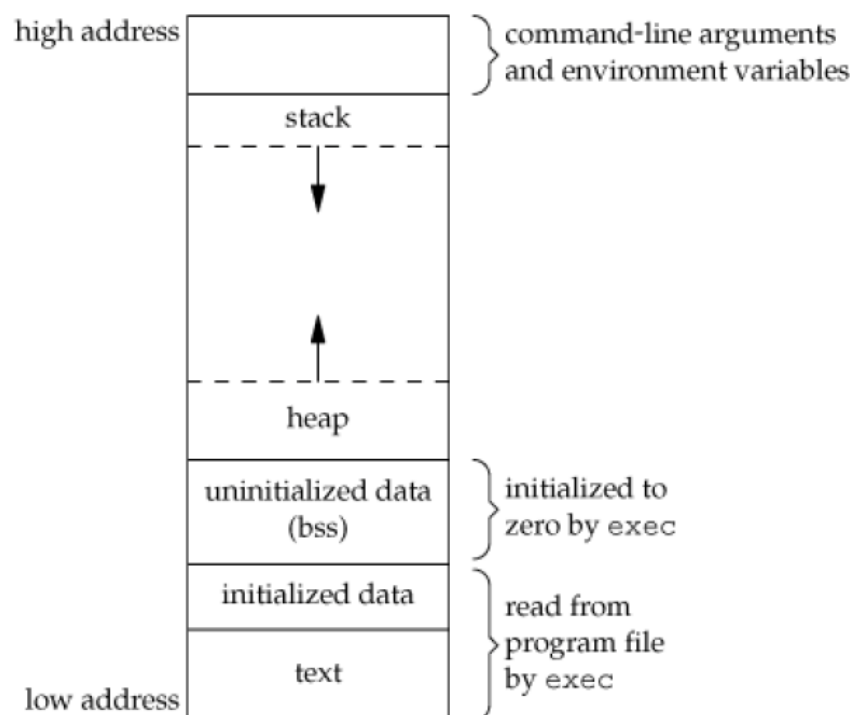 high address
command-line arguments
and environment variables
stack
heap
uninitialized data
(bss)
initialized to
zero by exec
initialized data
read from
program file
by exec
text
low address